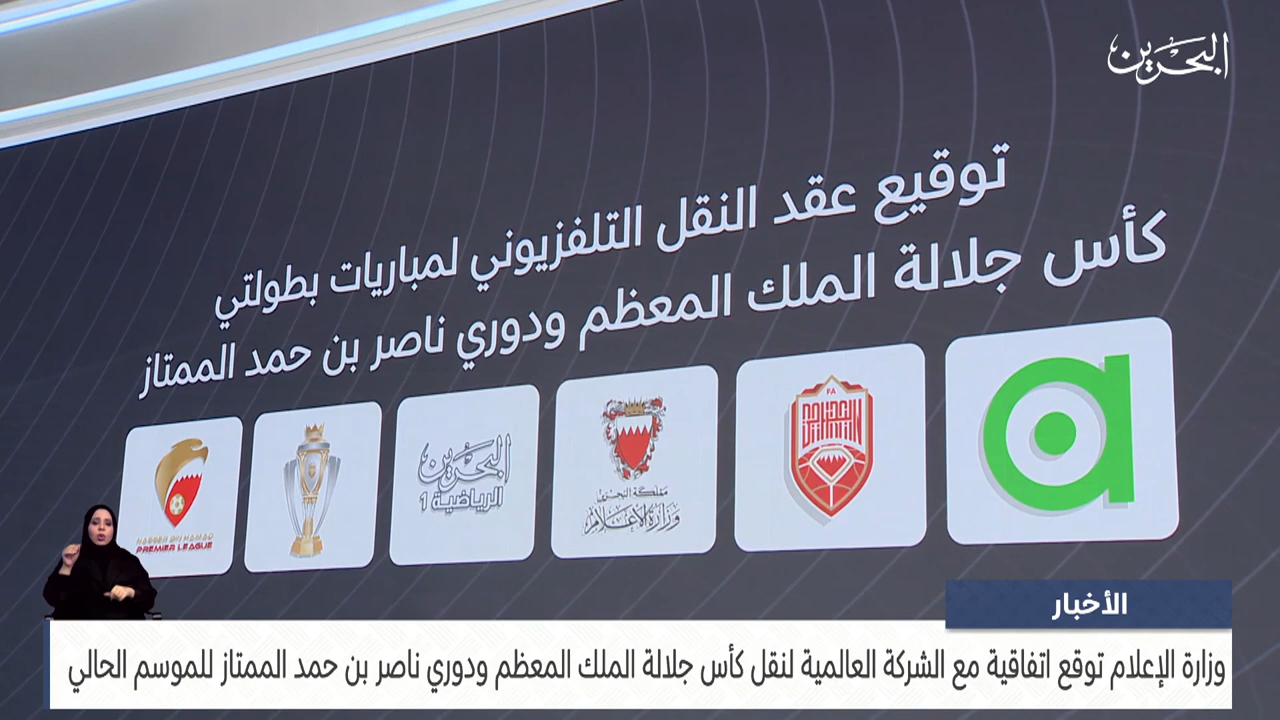 البحرين
توقيع عقد النقل التلفزيوني لمباريات بطولتي
كأس جلالة الملك المعظم ودوري ناصر بن حمد الممتاز
a
FA
مملكة البحرين
وزارة الإعلام
البحرين
الرياضية 1
NASSER BIN HAMAD
PREMIER LEAGUE
الأخبار
وزارة الإعلام توقع اتفاقية مع الشركة العالمية لنقل كأس جلالة الملك المعظم ودوري ناصر بن حمد الممتاز للموسم الحالي